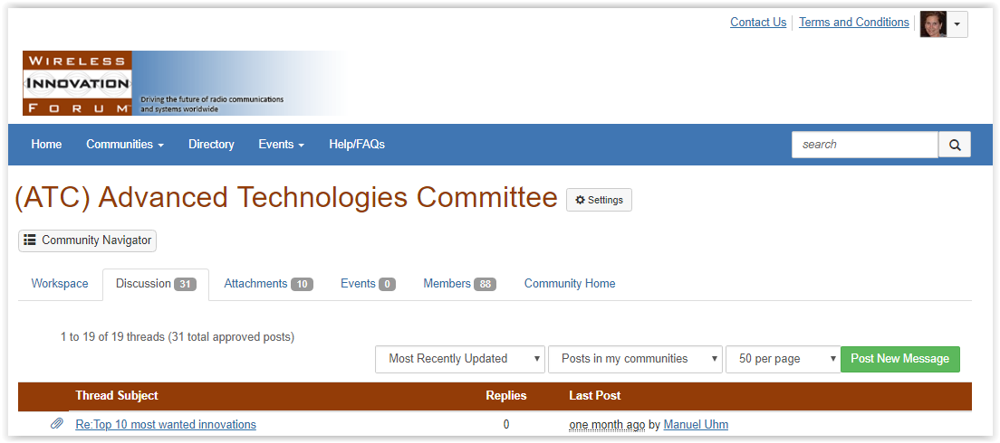 Contact Us Terms and Conditions
WIRELESS
INNOVATION
FORUM
Driving the future of radio communications
and systems worldwide
Home Communities Directory Events Help/FAQs search
(ATC) Advanced Technologies Committee Settings
Community Navigator
Workspace Discussion 31 Attachments 10 Events 0 Members 88 Community Home
1 to 19 of 19 threads (31 total approved posts)
Most Recently Updated Posts in my communities 50 per page Post New Message
Thread Subject Replies Last Post
Re:Top 10 most wanted innovations 0 one month ago by Manuel Uhm